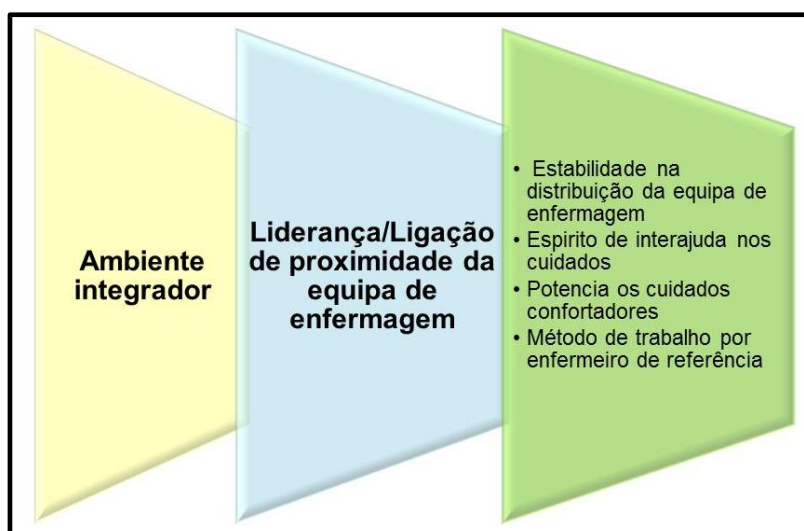 Ambiente
integrador
Liderança/Ligação
de proximidade da
equipa de
enfermagem
• Estabilidade na
distribuição da equipa de
enfermagem
• Espirito de interajuda nos
cuidados
• Potencia os cuidados
confortadores
• Método de trabalho por
enfermeiro de referência